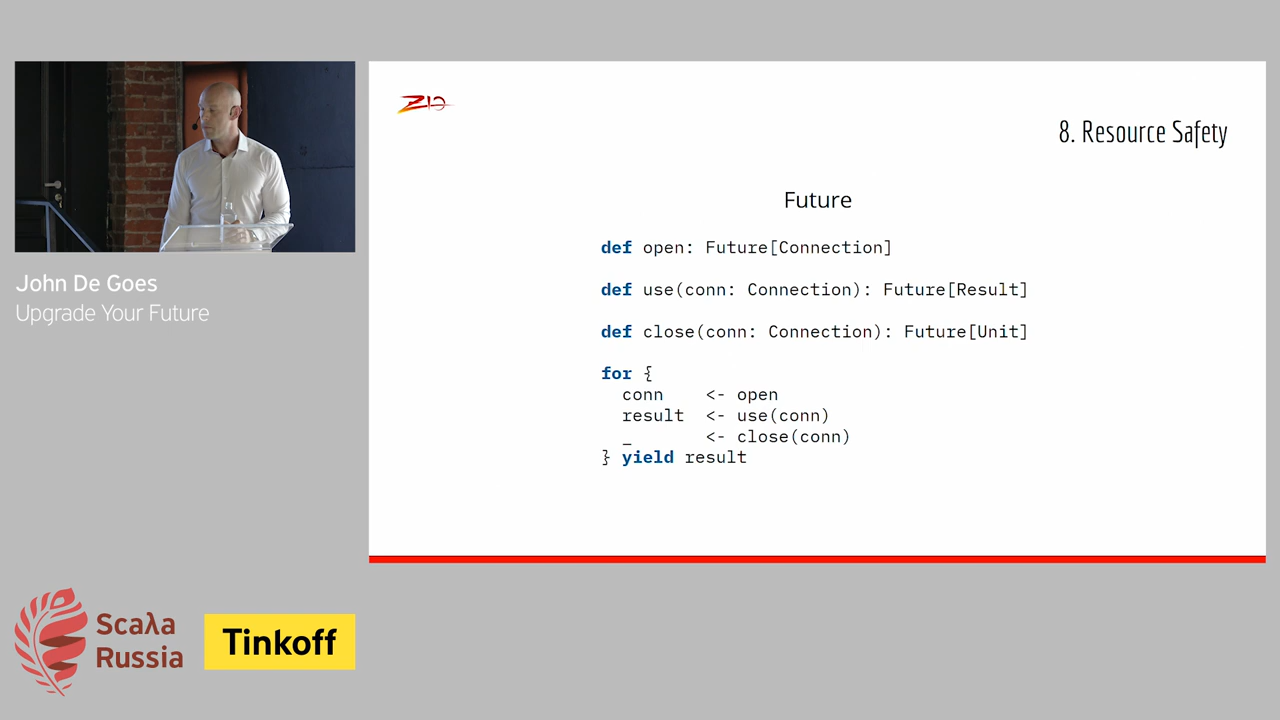 John De Goes
Upgrade Your Future
Scaλa
Russia
Tinkoff
ZIO
8. Resource Safety
Future
def open: Future[Connection]
def use(conn: Connection): Future[Result]
def close(conn: Connection): Future[Unit]
for {
  conn    <- open
  result  <- use(conn)
  _       <- close(conn)
} yield result